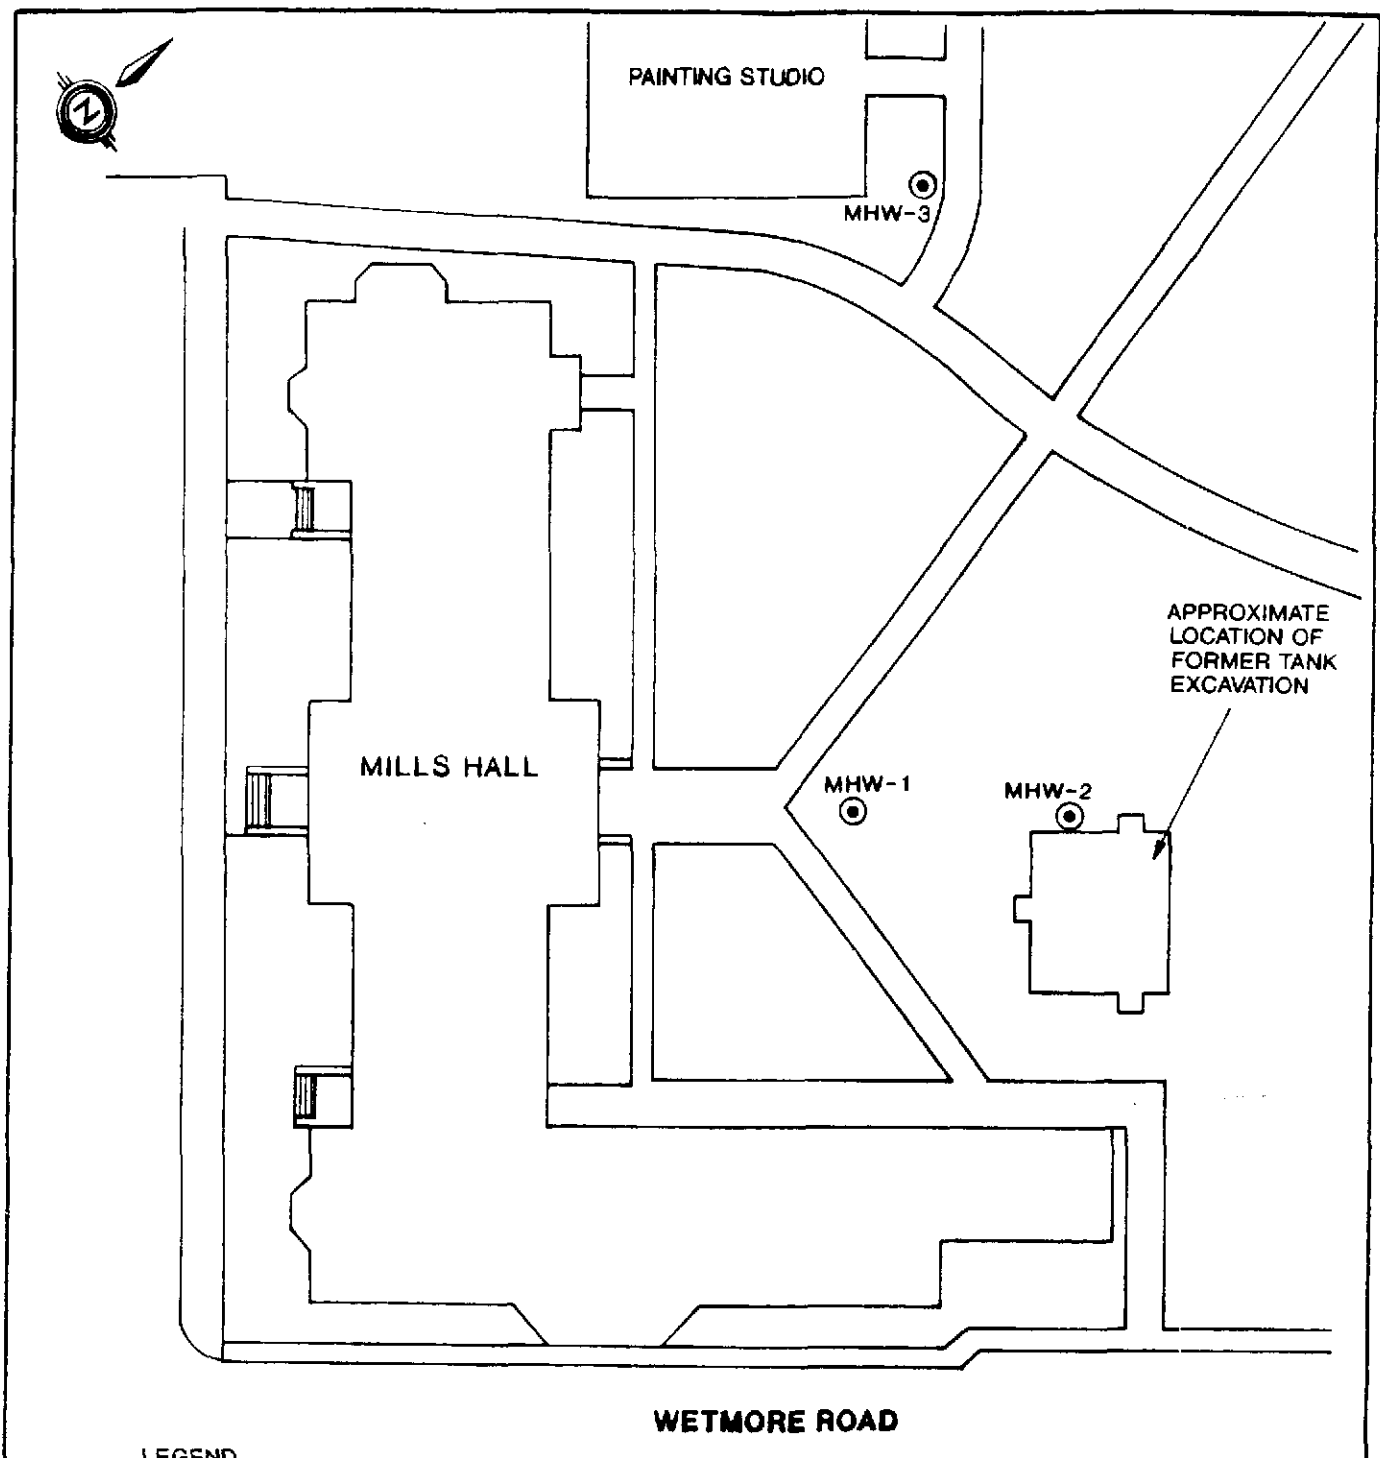 N
PAINTING STUDIO
MHW-3
APPROXIMATE
LOCATION OF
FORMER TANK
EXCAVATION
MILLS HALL
MHW-1
MHW-2
WETMORE ROAD
LEGEND